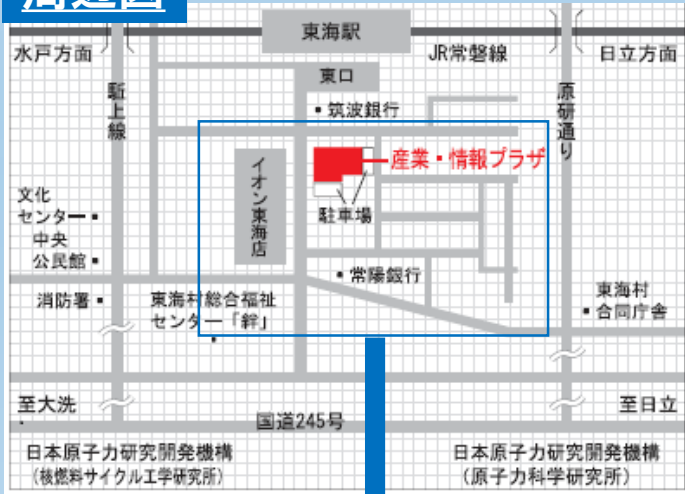 周辺図
東海駅
水戸方面
JR常磐線
日立方面
東口
駆上線
原研通り
・筑波銀行
産業・情報プラザ
イオン東海店
駐車場
文化
センター・
中央
公民館・
・常陽銀行
消防署・
東海村総合福祉
センター「絆」
東海村
・合同庁舎
至大洗
至日立
国道245号
日本原子力研究開発機構
(核燃料サイクル工学研究所)
日本原子力研究開発機構
(原子力科学研究所)